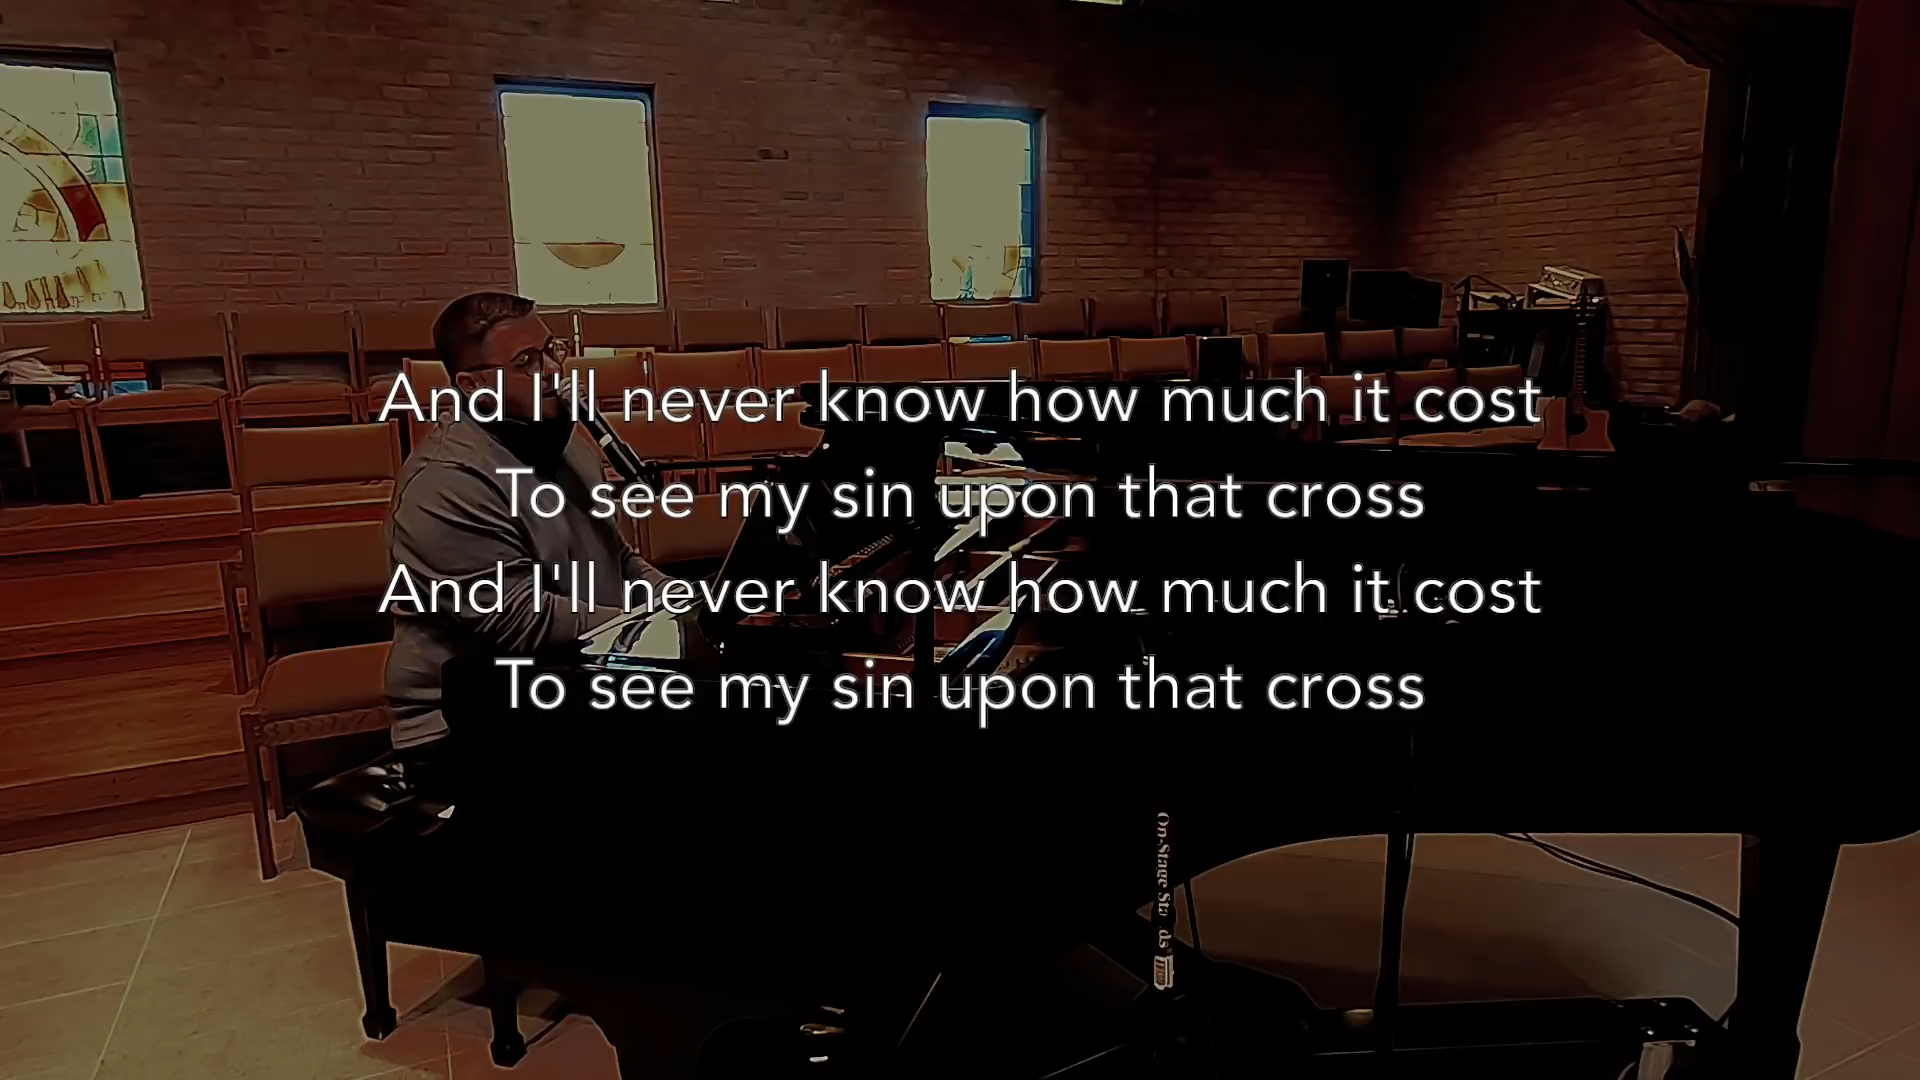 And I'll never know how much it cost
To see my sin upon that cross
And I'll never know how much it cost
To see my sin upon that cross
On-Stage Sta ds